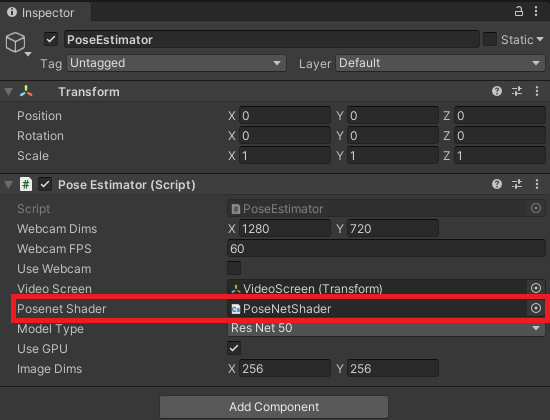 Inspector
PoseEstimator Static
Tag Untagged Layer Default
Transform
Position X 0 Y 0 Z 0
Rotation X 0 Y 0 Z 0
Scale X 1 Y 1 Z 1
# Pose Estimator (Script)
Script # PoseEstimator
Webcam Dims X 1280 Y 720
Webcam FPS 60
Use Webcam
Video Screen VideoScreen (Transform)
Posenet Shader PoseNetShader
Model Type Res Net 50
Use GPU
Image Dims X 256 Y 256
Add Component